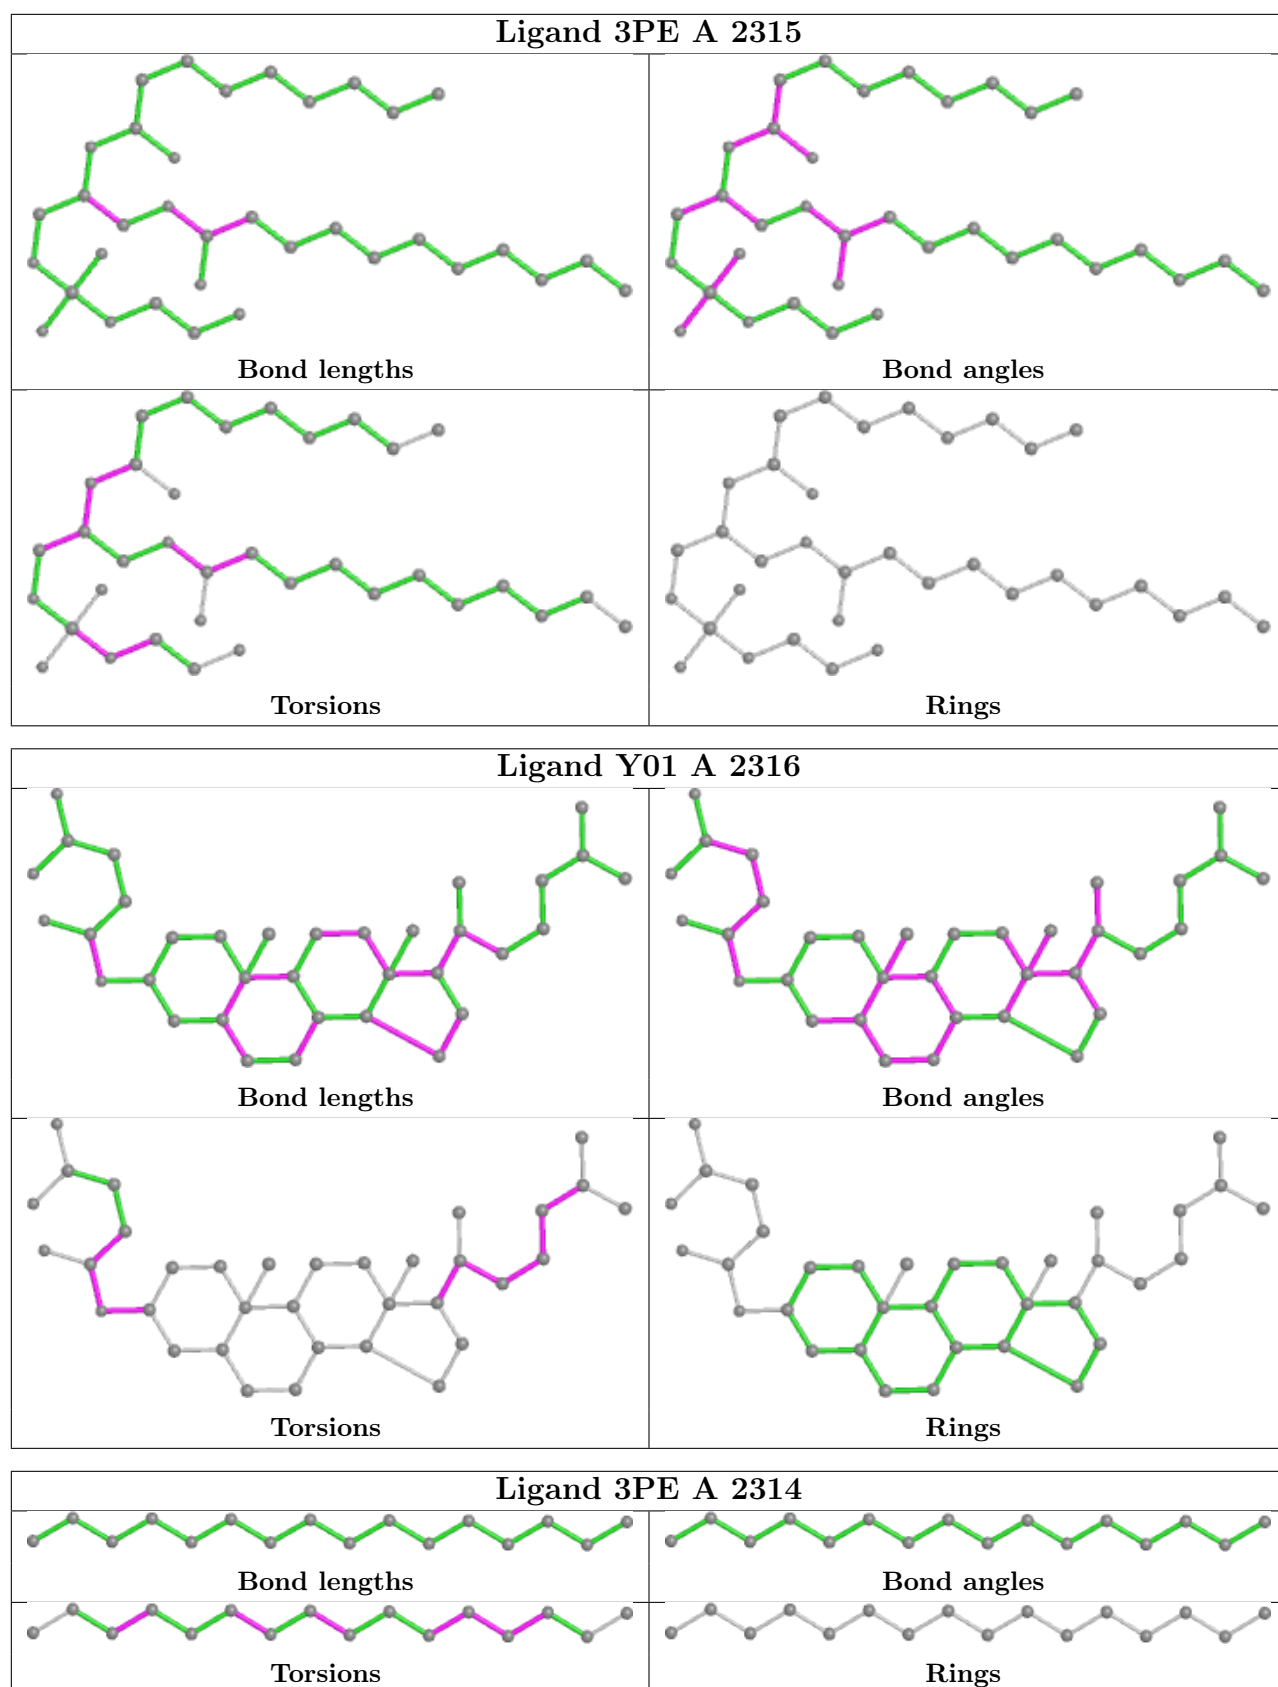 Ligand 3PE A 2315
Bond lengths
Bond angles
Torsions
Rings
Ligand Y01 A 2316
Bond lengths
Bond angles
Torsions
Rings
Ligand 3PE A 2314
Bond lengths
Bond angles
Torsions
Rings